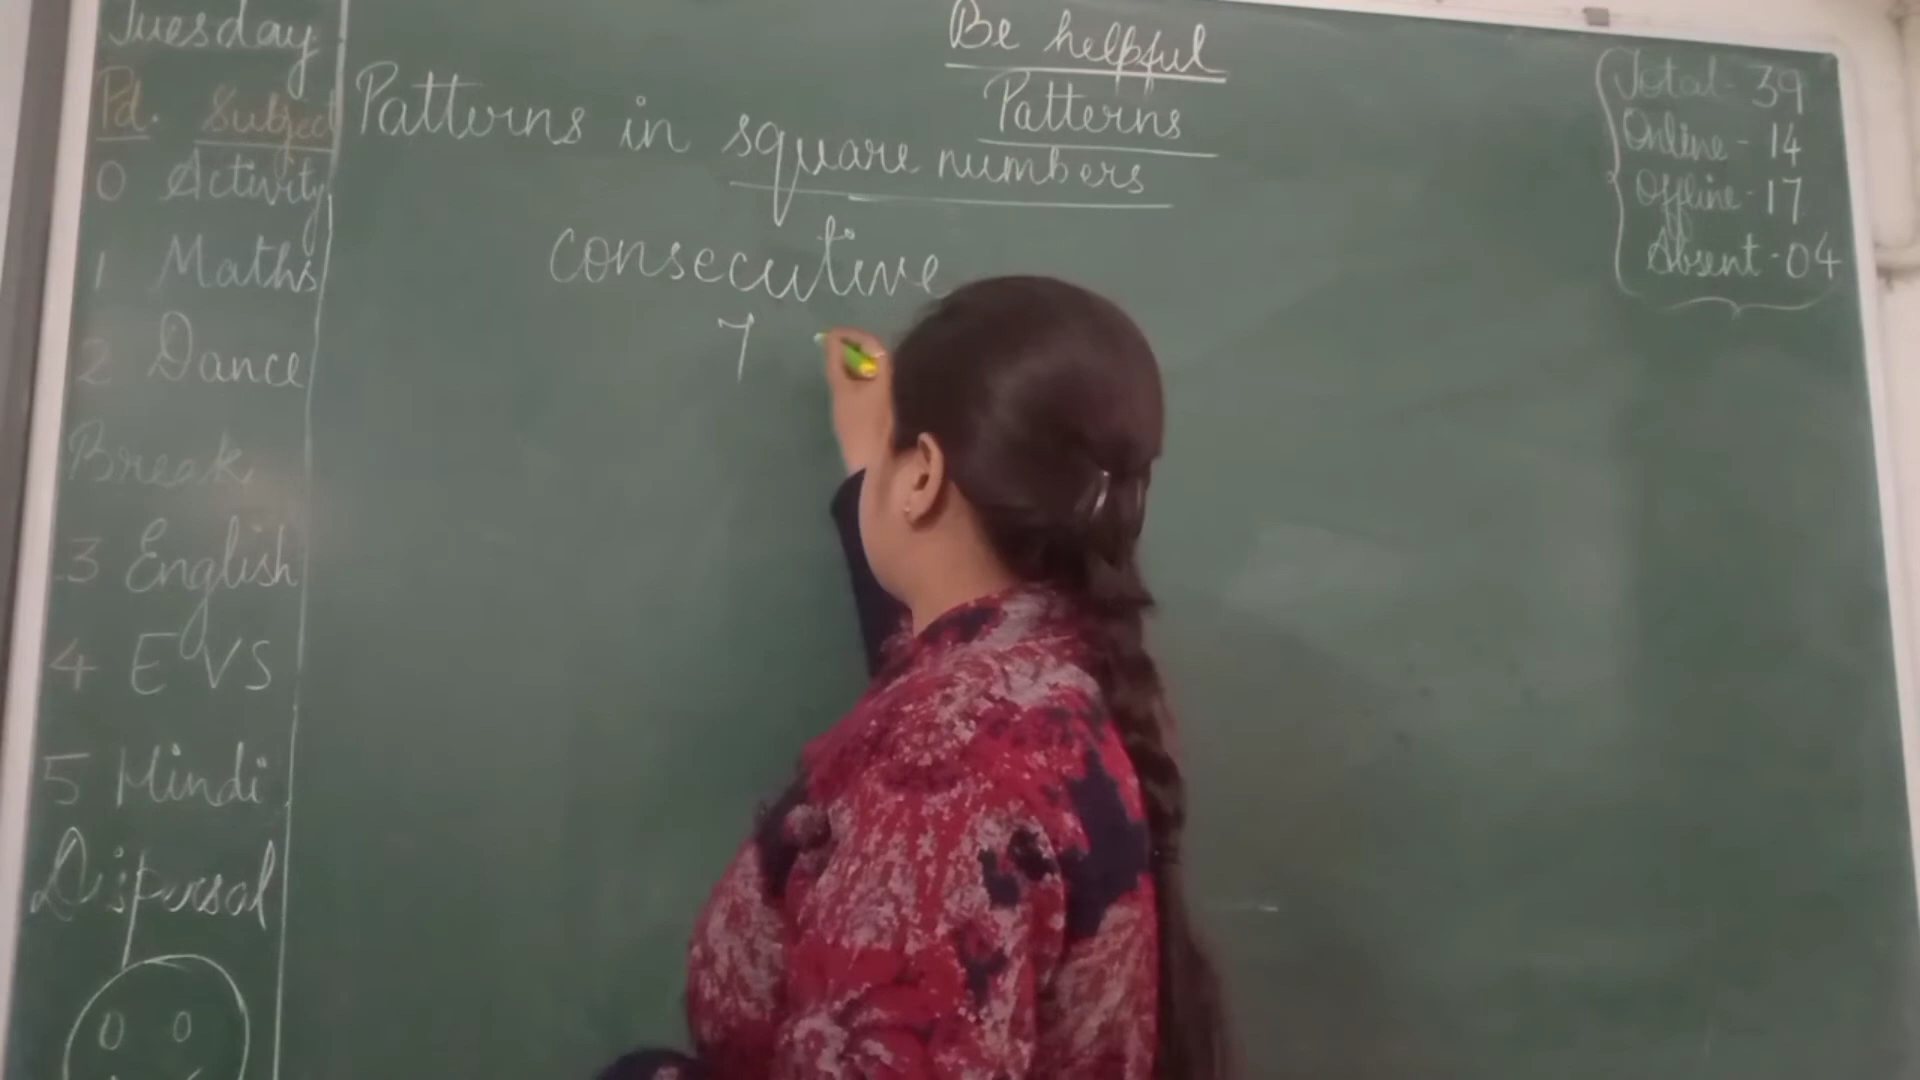 Tuesday
Pd. Subject
0 Activity
1 Maths
2 Dance
Break
3 English
4 EVS
5 Hindi
Dispersal
Be helpful
Patterns
Patterns in square numbers
consecutive
7
Total - 39
Online - 14
Offline - 17
Absent - 04